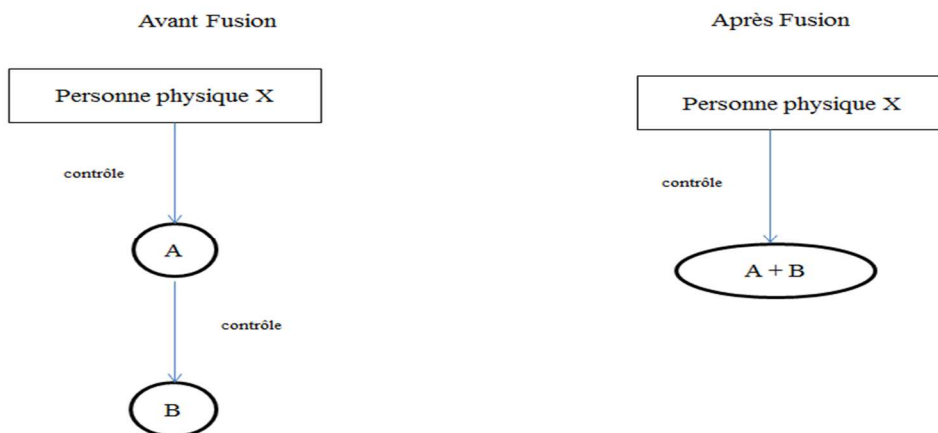 Avant Fusion
Personne physique X
contrôle
A
contrôle
B
Après Fusion
Personne physique X
contrôle
A + B